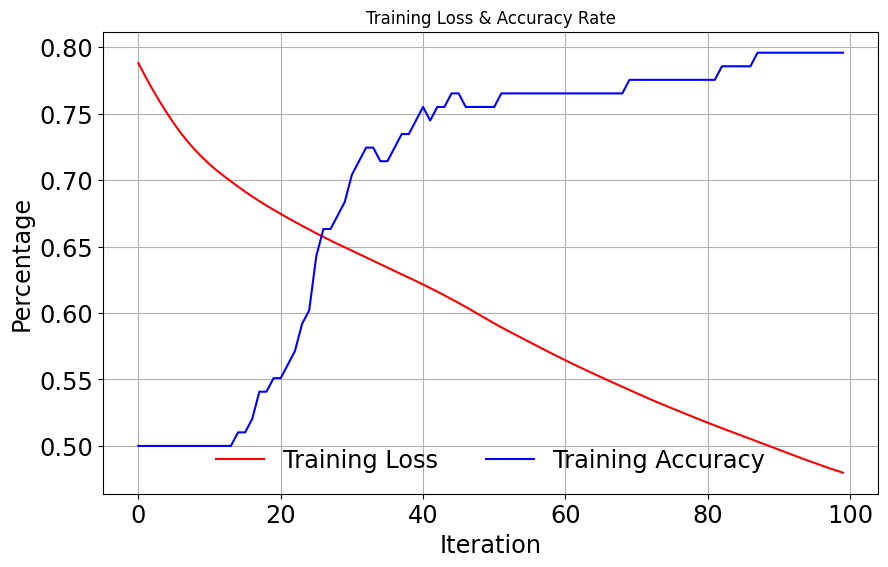 Training Loss & Accuracy Rate
0.80
0.75
0.70
0.65
0.60
0.55
0.50
Percentage
Training Loss
Training Accuracy
0
20
40
60
80
100
Iteration